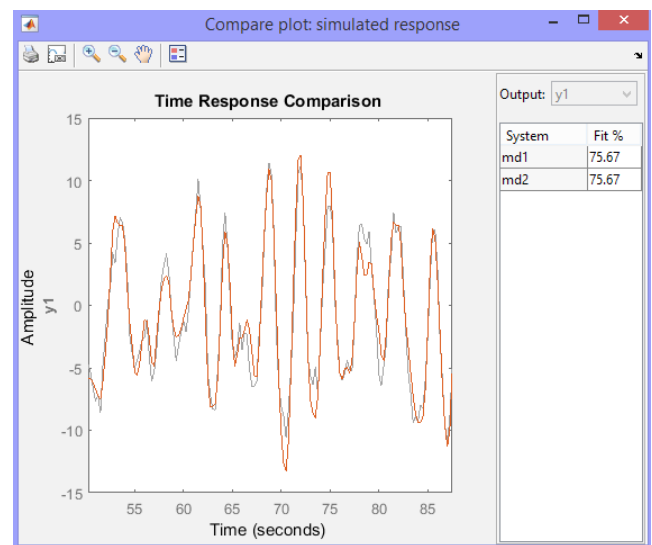 Compare plot: simulated response
Time Response Comparison
Output: y1
System Fit %
md1 75.67
md2 75.67
Amplitude
y1
15
10
5
0
-5
-10
-15
55 60 65 70 75 80 85
Time (seconds)